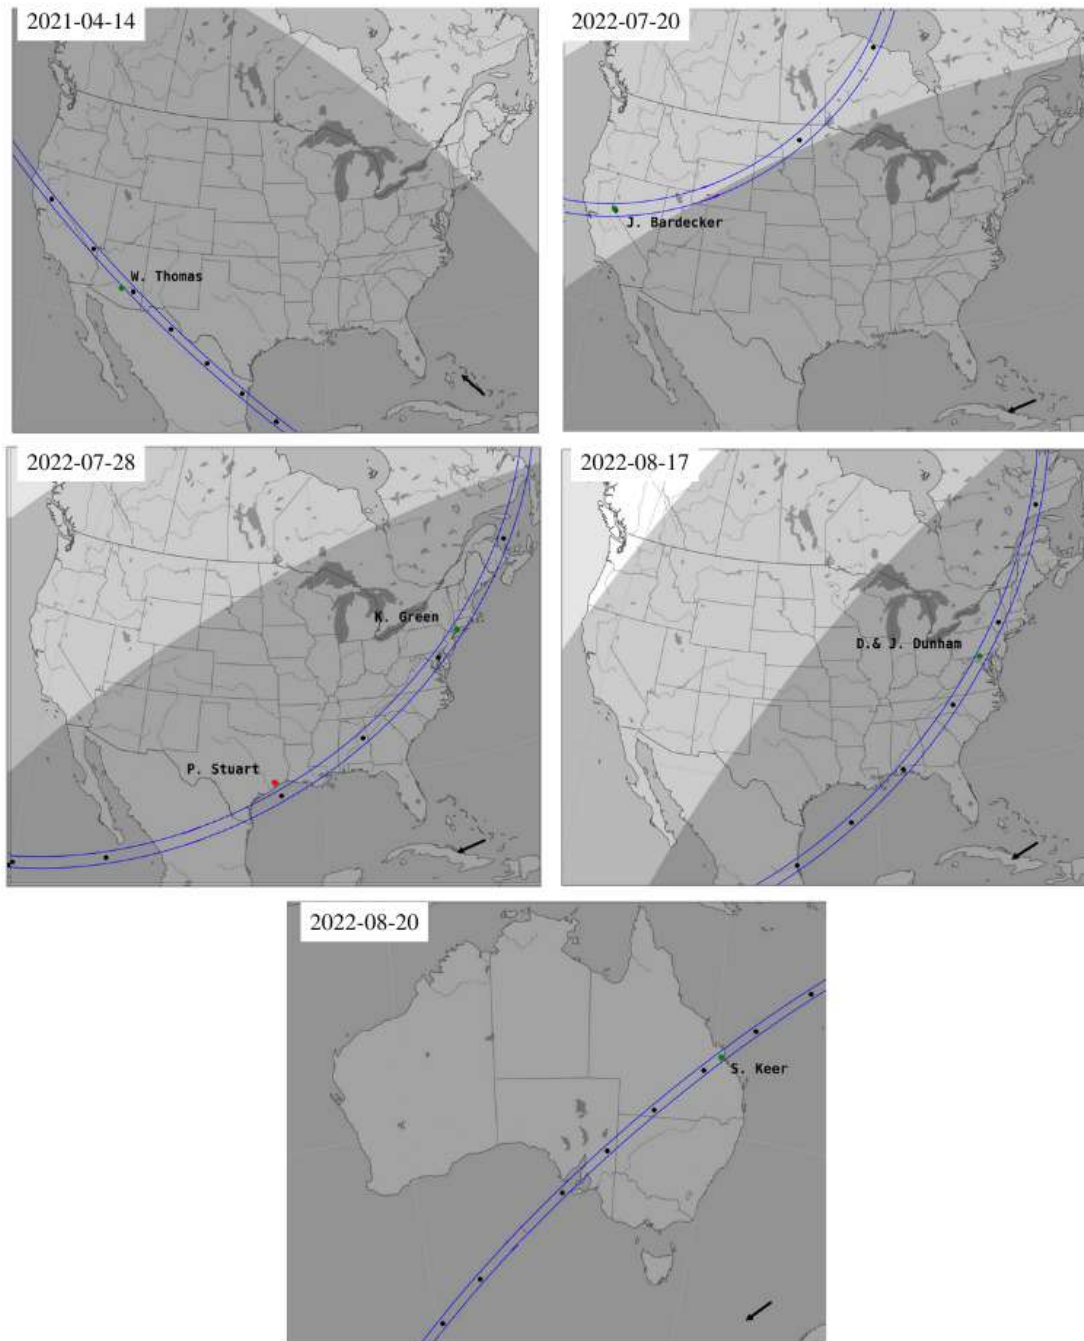 2021-04-14
2022-07-20
W. Thomas
J. Bardecker
2022-07-28
2022-08-17
K. Green
D.& J. Dunham
P. Stuart
2022-08-20
S. Keer